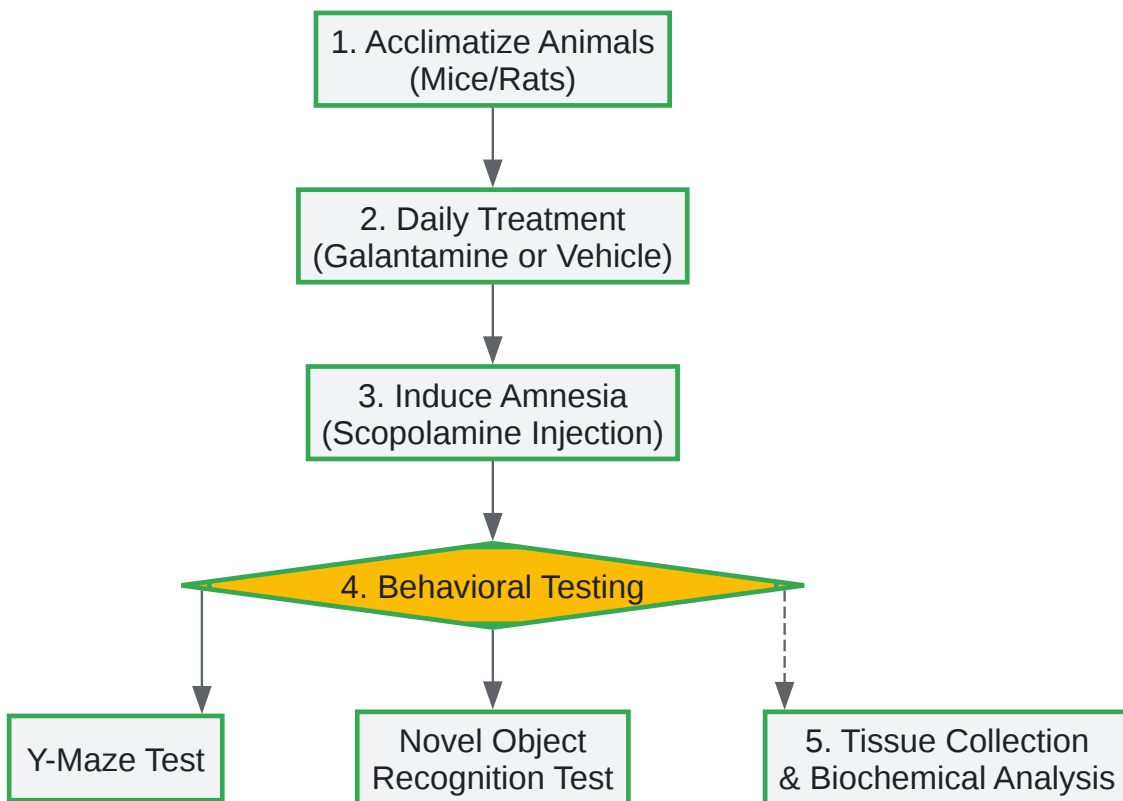 1. Acclimatize Animals
(Mice/Rats)
2. Daily Treatment
(Galantamine or Vehicle)
3. Induce Amnesia
(Scopolamine Injection)
4. Behavioral Testing
Y-Maze Test
Novel Object
Recognition Test
5. Tissue Collection
& Biochemical Analysis